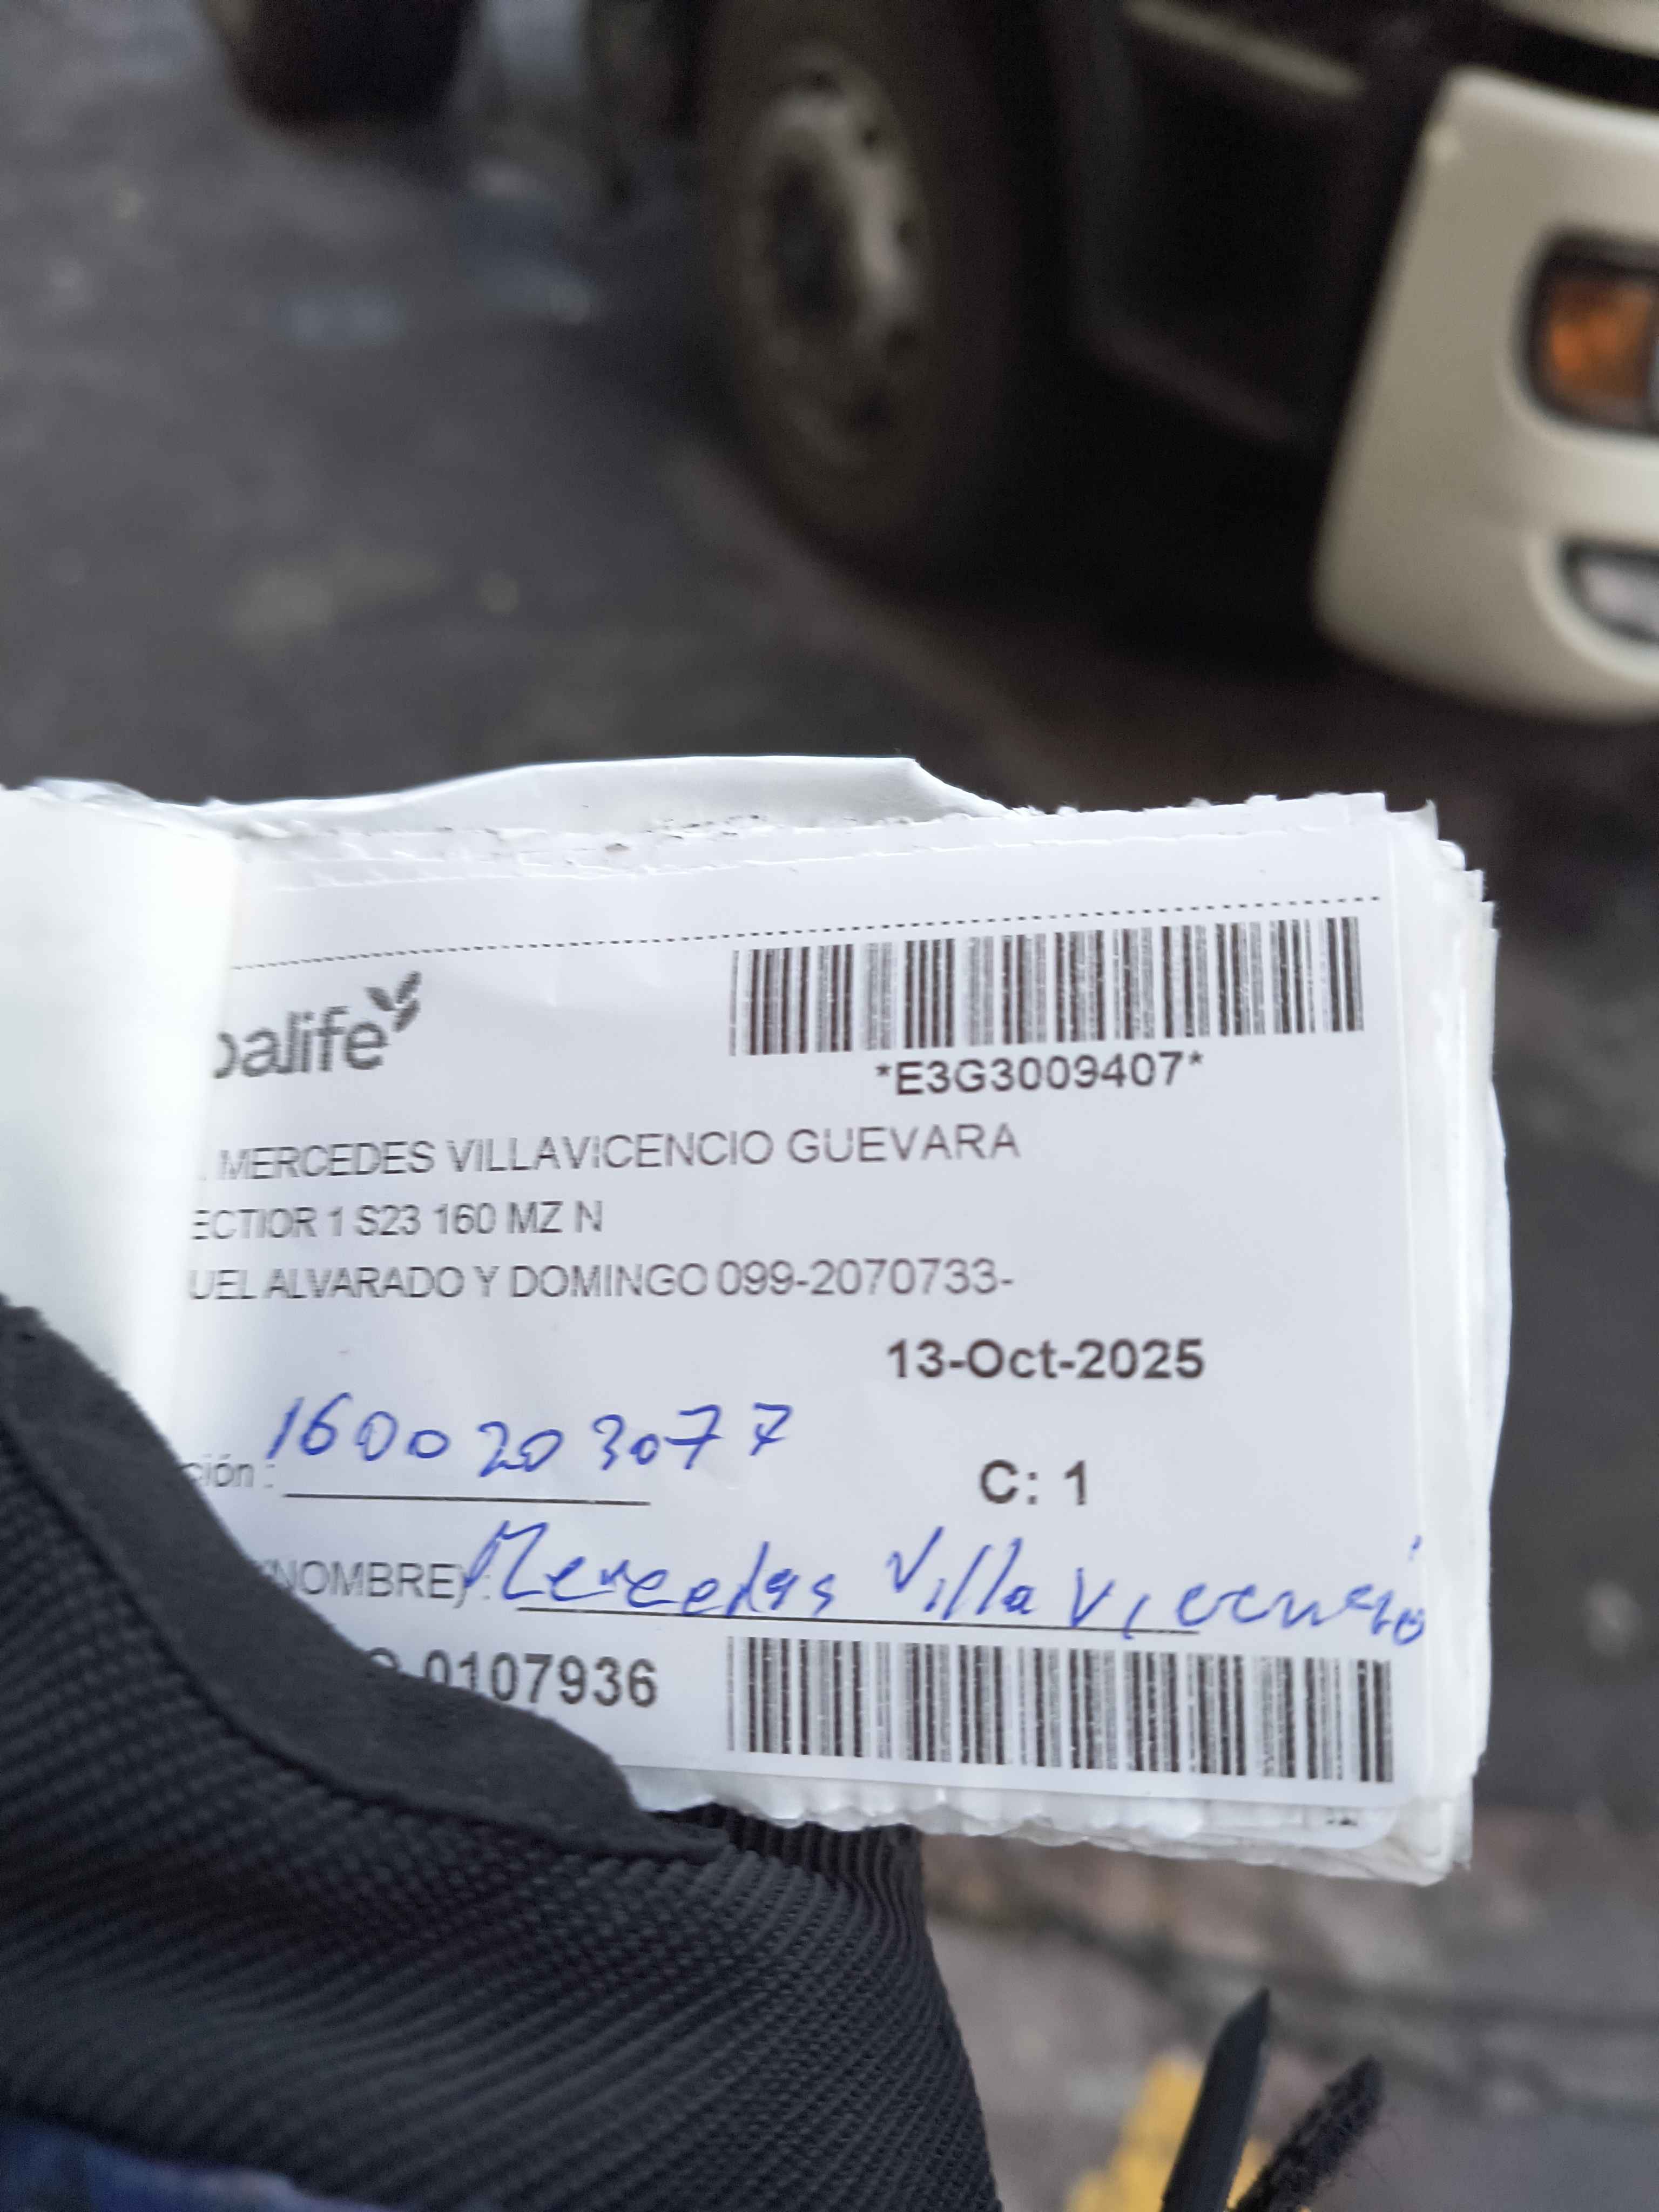 balife
*E3G3009407*
. MERCEDES VILLAVICENCIO GUEVARA
ECTIOR 1 S23 160 MZ N
UEL ALVARADO Y DOMINGO 099-2070733-
13-Oct-2025
ción : 1600203077
C: 1
(NOMBRE) : Mercedes Villavicencio
0107936